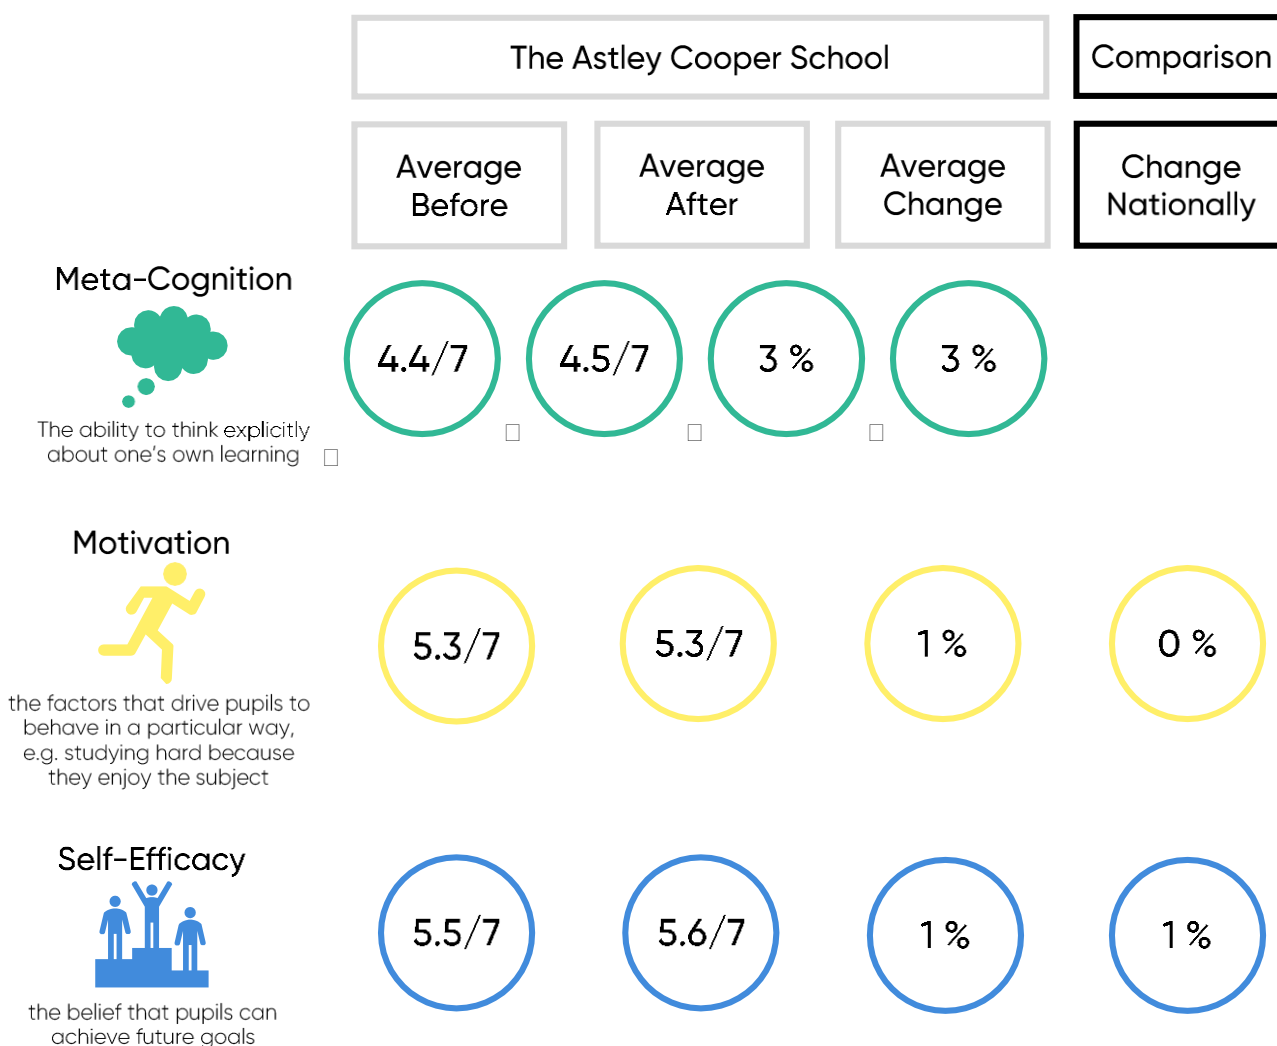 The Astley Cooper School
Comparison
Average
Before
Average
After
Average
Change
Change
Nationally
Meta-Cognition
4.4/7
4.5/7
3 %
3 %
The ability to think explicitly
about one's own learning
Motivation
5.3/7
5.3/7
1 %
0 %
the factors that drive pupils to
behave in a particular way,
e.g. studying hard because
they enjoy the subject
Self-Efficacy
5.5/7
5.6/7
1 %
1 %
the belief that pupils can
achieve future goals